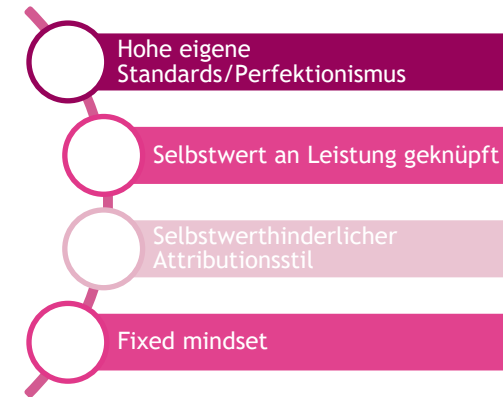 Hohe eigene
Standards/Perfektionismus
Selbstwert an Leistung geknüpft
Selbstwerthinderlicher
Attributionsstil
Fixed mindset